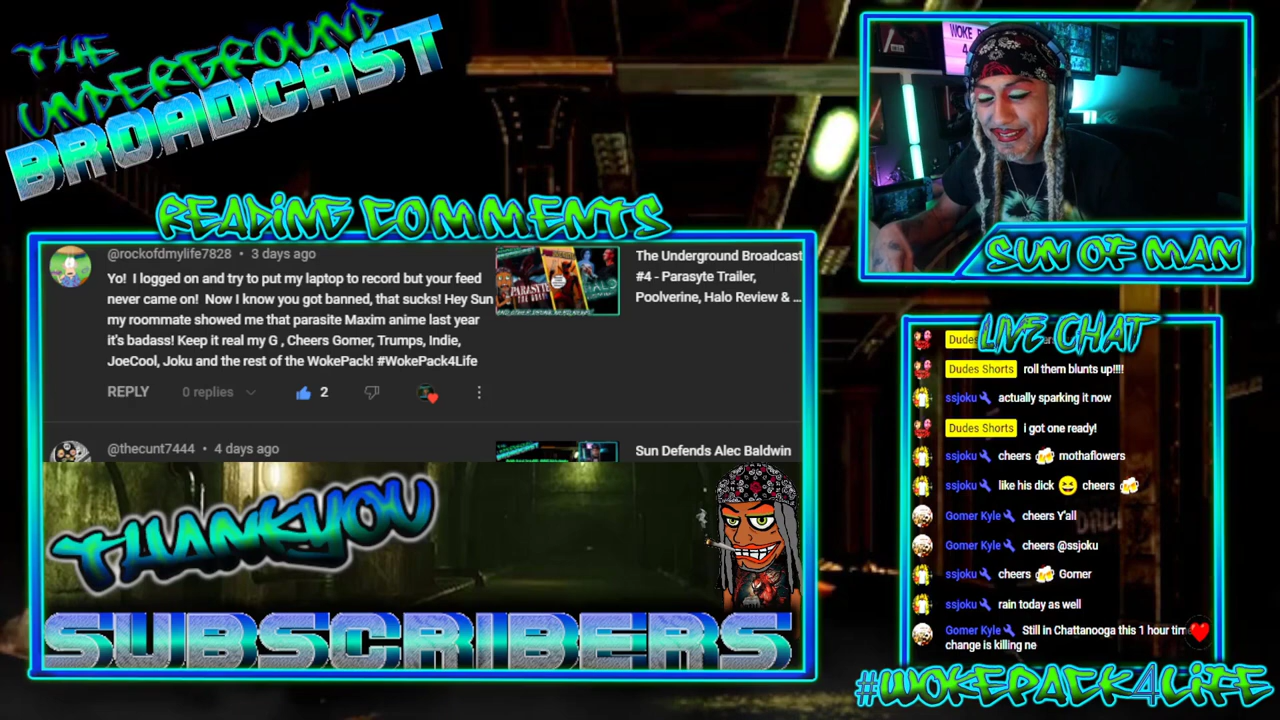 THE
UNDERGROUND
BROADCAST
WOKE
4
SUN OF MAN
READING COMMENTS
@rockofdmylife7828 • 3 days ago
Yo! I logged on and try to put my laptop to record but your feed
never came on! Now I know you got banned, that sucks! Hey Sun
my roommate showed me that parasite Maxim anime last year
it's badass! Keep it real my G , Cheers Gomer, Trumps, Indie,
JoeCool, Joku and the rest of the WokePack! #WokePack4Life
REPLY 0 replies 2
PARASYTE
HALO
The Underground Broadcast
#4 - Parasyte Trailer,
Poolverine, Halo Review & ...
@thecunt7444 • 4 days ago
Sun Defends Alec Baldwin
THANKYOU
SUBSCRIBERS
LIVE CHAT
Dudes
Dudes Shorts roll them blunts up!!!!
ssjoku actually sparking it now
Dudes Shorts i got one ready!
ssjoku cheers 🍻 mothaflowers
ssjoku like his dick 😆 cheers 🍻
Gomer Kyle cheers Y'all
Gomer Kyle cheers @ssjoku
ssjoku cheers 🍻 Gomer
ssjoku rain today as well
Gomer Kyle Still in Chattanooga this 1 hour tim
change is killing ne
#WOKEPACK4LIFE